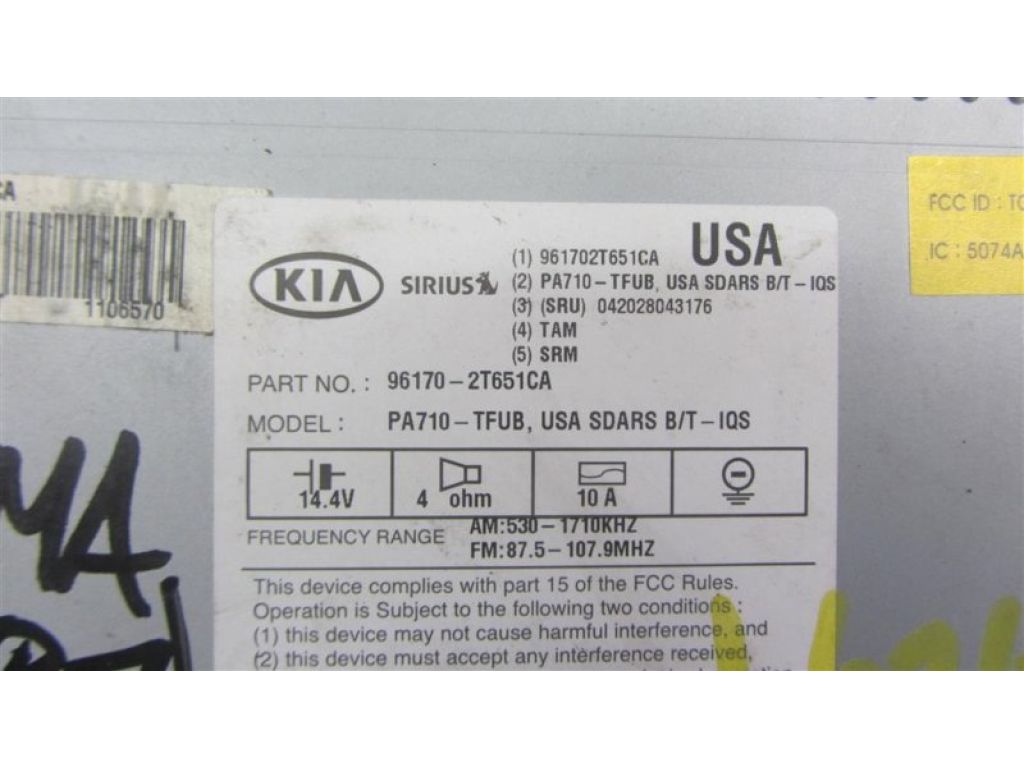 CA
1106570
KIA
SIRIUS
USA
(1) 961702T651CA
(2) PA710-TFUB, USA SDARS B/T-IQS
(3) (SRU) 042028043176
(4) TAM
(5) SRM
PART NO. : 96170-2T651CA
MODEL : PA710-TFUB, USA SDARS B/T-IQS
14.4V
4 ohm
10 A
FREQUENCY RANGE AM:530-1710KHZ
FM:87.5-107.9MHZ
This device complies with part 15 of the FCC Rules.
Operation is Subject to the following two conditions :
(1) this device may not cause harmful interference, and
(2) this device must accept any interference received,
FCC ID : TC
IC : 5074A